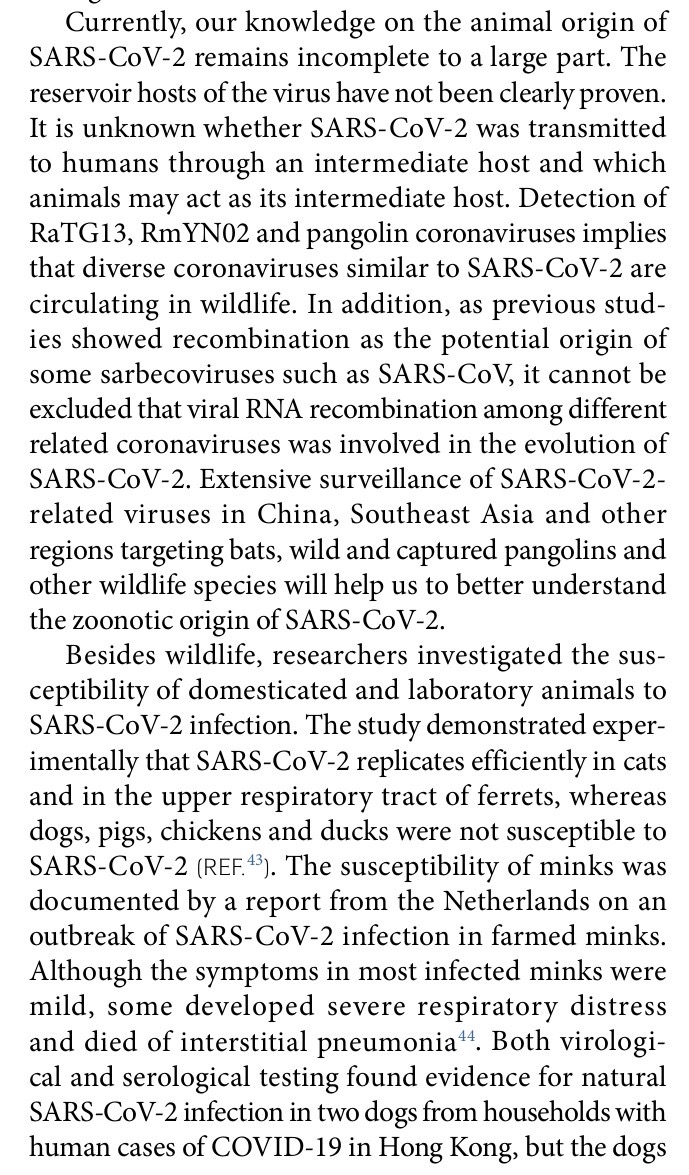 Currently, our knowledge on the animal origin of
SARS-CoV-2 remains incomplete to a large part. The
reservoir hosts of the virus have not been clearly proven.
It is unknown whether SARS-CoV-2 was transmitted
to humans through an intermediate host and which
animals may act as its intermediate host. Detection of
RaTG13, RmYN02 and pangolin coronaviruses implies
that diverse coronaviruses similar to SARS-CoV-2 are
circulating in wildlife. In addition, as previous stud-
ies showed recombination as the potential origin of
some sarbecoviruses such as SARS-CoV, it cannot be
excluded that viral RNA recombination among different
related coronaviruses was involved in the evolution of
SARS-CoV-2. Extensive surveillance of SARS-CoV-2-
related viruses in China, Southeast Asia and other
regions targeting bats, wild and captured pangolins and
other wildlife species will help us to better understand
the zoonotic origin of SARS-CoV-2.
Besides wildlife, researchers investigated the sus-
ceptibility of domesticated and laboratory animals to
SARS-CoV-2 infection. The study demonstrated exper-
imentally that SARS-CoV-2 replicates efficiently in cats
and in the upper respiratory tract of ferrets, whereas
dogs, pigs, chickens and ducks were not susceptible to
SARS-CoV-2 (REF.43). The susceptibility of minks was
documented by a report from the Netherlands on an
outbreak of SARS-CoV-2 infection in farmed minks.
Although the symptoms in most infected minks were
mild, some developed severe respiratory distress
and died of interstitial pneumonia44. Both virologi-
cal and serological testing found evidence for natural
SARS-CoV-2 infection in two dogs from households with
human cases of COVID-19 in Hong Kong, but the dogs